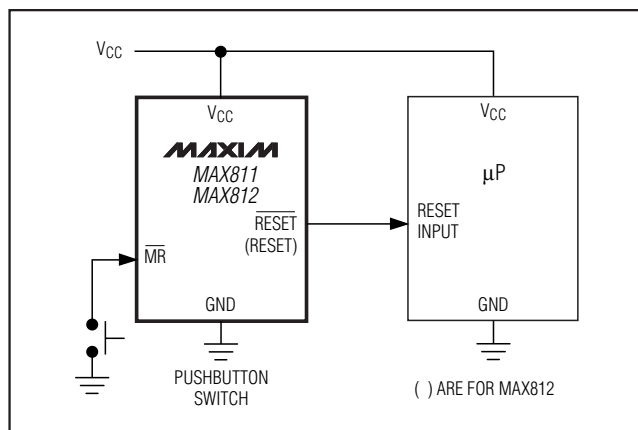 VCC
VCC
MAXIM
MAX811
MAX812
RESET
(RESET)
MR
GND
PUSHBUTTON
SWITCH
VCC
µP
RESET
INPUT
GND
( ) ARE FOR MAX812